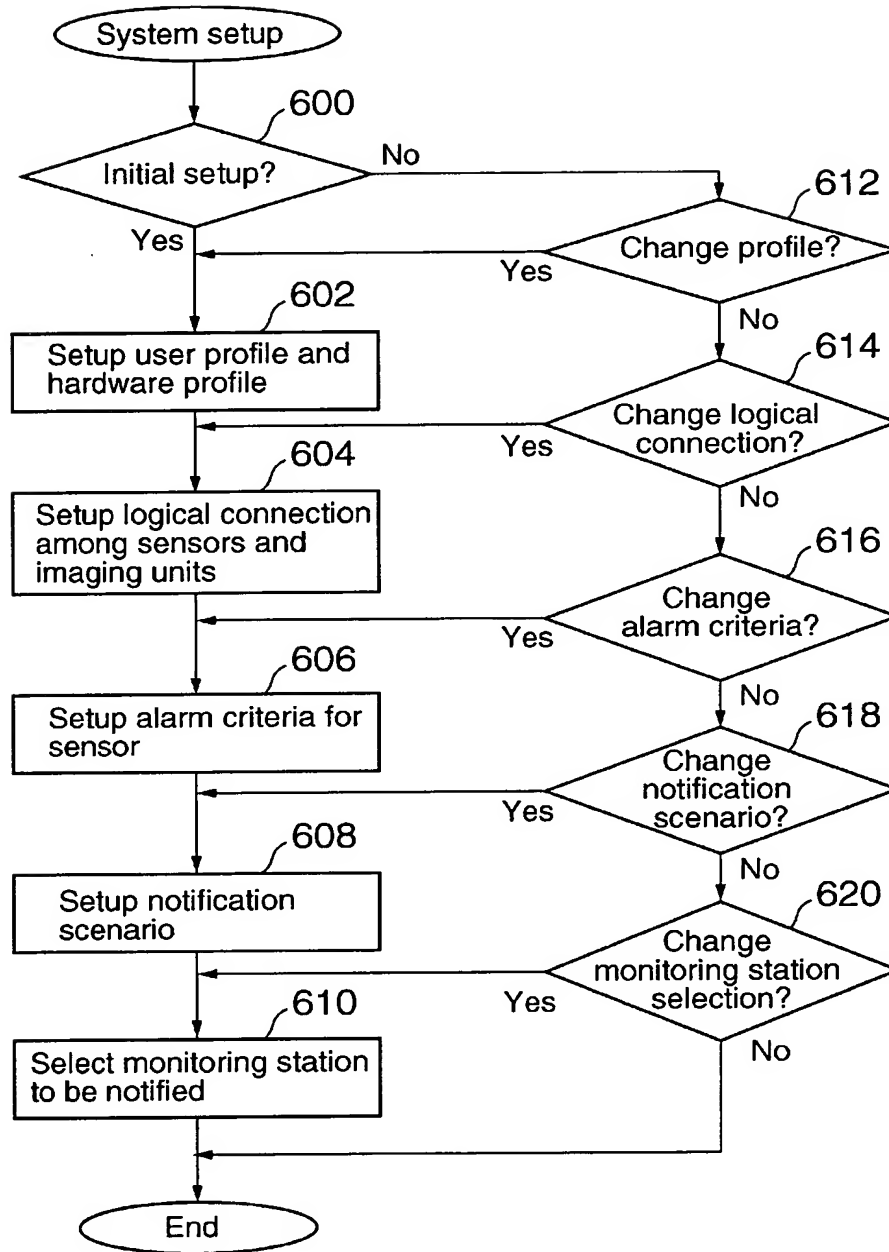 System setup
600
Initial setup?
No
Yes
612
Change profile?
Yes
No
602
Setup user profile and
hardware profile
614
Change logical
connection?
Yes
No
604
Setup logical connection
among sensors and
imaging units
616
Change
alarm criteria?
Yes
No
606
Setup alarm criteria for
sensor
618
Change
notification
scenario?
Yes
No
608
Setup notification
scenario
620
Change
monitoring station
selection?
Yes
No
610
Select monitoring station
to be notified
End